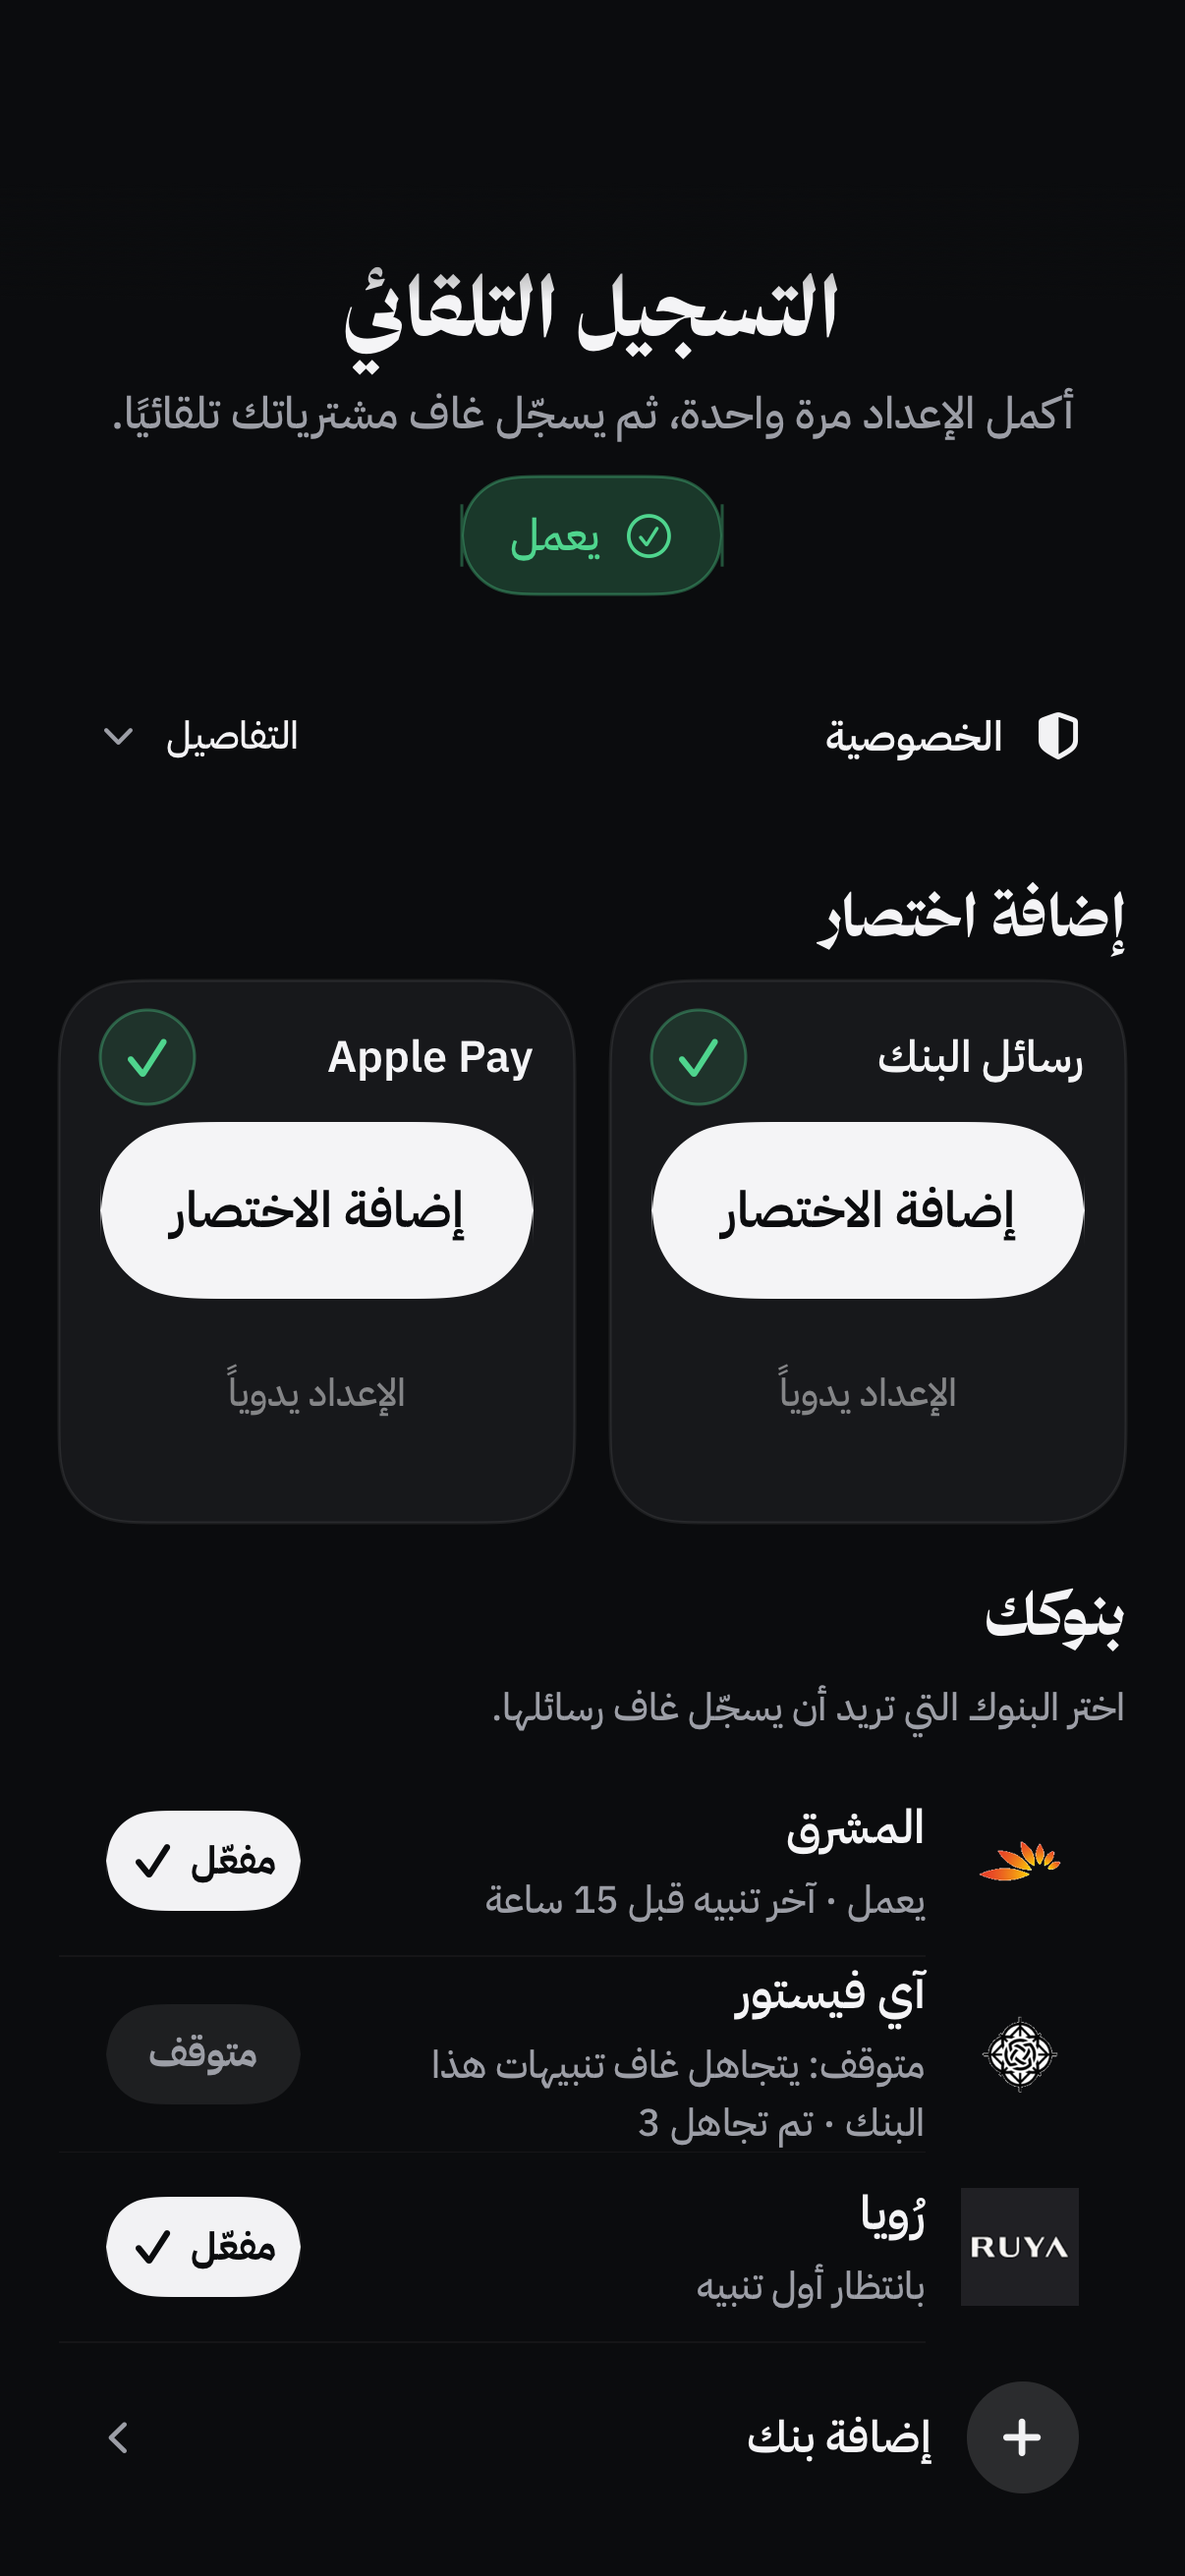 التسجيل التلقائي
أكمل الإعداد مرة واحدة، ثم يسجّل غاف مشترياتك تلقائيًا.
يعمل
الخصوصية
التفاصيل
إضافة اختصار
رسائل البنك
إضافة الاختصار
الإعداد يدوياً
Apple Pay
إضافة الاختصار
الإعداد يدوياً
بنوكك
اختر البنوك التي تريد أن يسجّل غاف رسائلها.
المشرق
يعمل · آخر تنبيه قبل 15 ساعة
مفعّل
آي فيستور
متوقف: يتجاهل غاف تنبيهات هذا
البنك · تم تجاهل 3
متوقف
RUYA
رُويا
بانتظار أول تنبيه
مفعّل
إضافة بنك